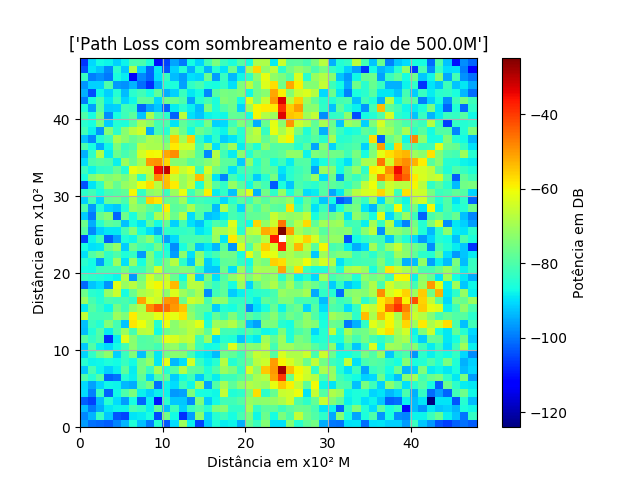 ['Path Loss com sombreamento e raio de 500.0M']
Distância em x10² M
40
30
20
10
0
0 10 20 30 40
Distância em x10² M
−40
−60
−80
−100
−120
Potência em DB